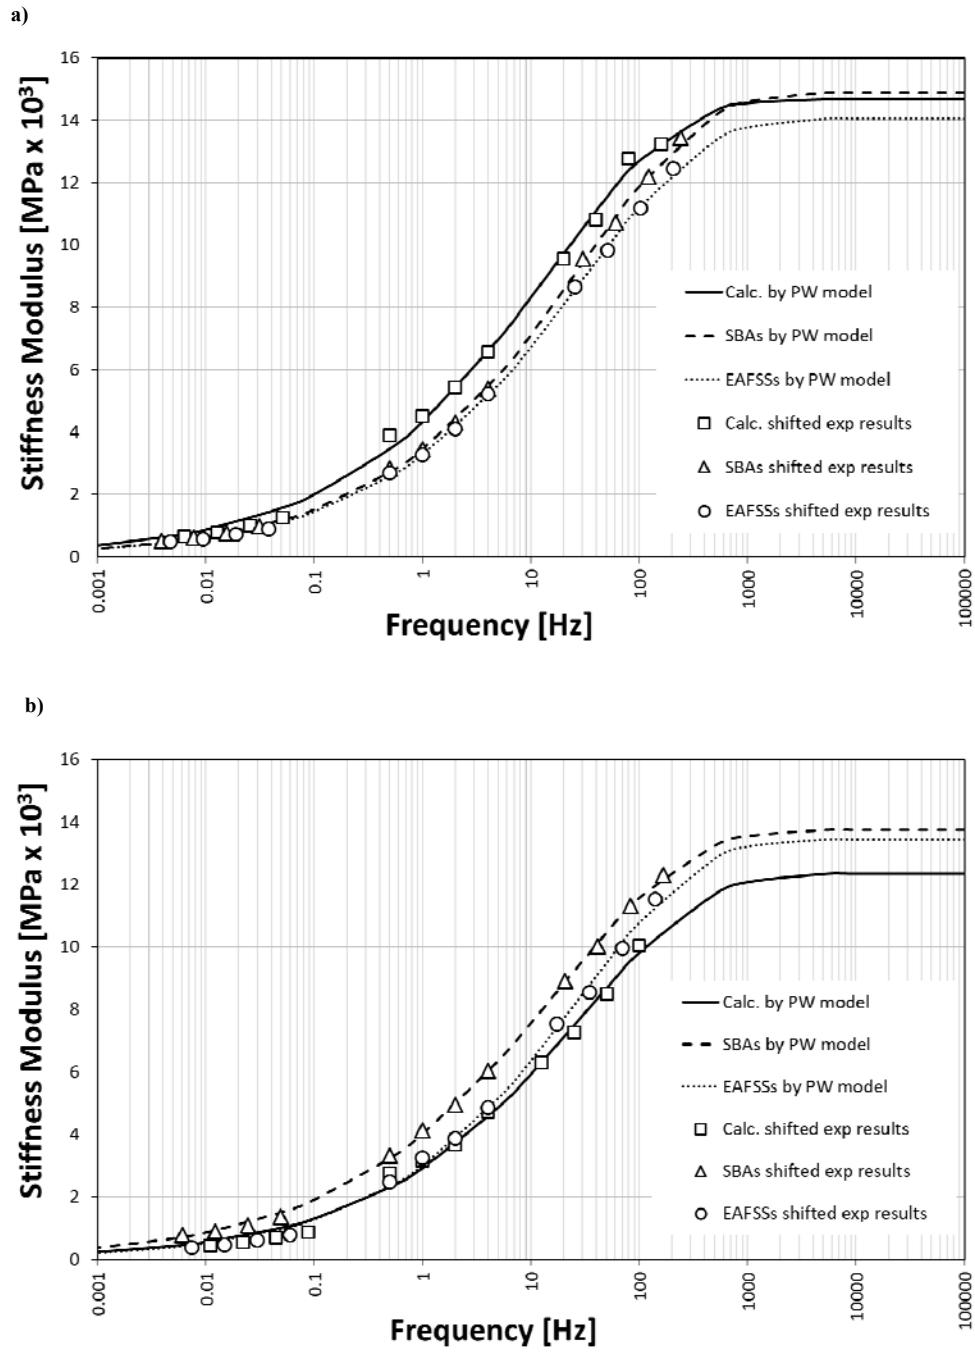 a)
16
14
12
10
8
6
4
2
0
Stiffness Modulus [MPa x 10³]
Calc. by PW model
SBAs by PW model
EAFSSs by PW model
Calc. shifted exp results
SBAs shifted exp results
EAFSSs shifted exp results
0.001
0.01
0.1
1
10
100
1000
10000
100000
Frequency [Hz]
b)
16
14
12
10
8
6
4
2
0
Stiffness Modulus [MPa x 10³]
Calc. by PW model
SBAs by PW model
EAFSSs by PW model
Calc. shifted exp results
SBAs shifted exp results
EAFSSs shifted exp results
0.001
0.01
0.1
1
10
100
1000
10000
100000
Frequency [Hz]